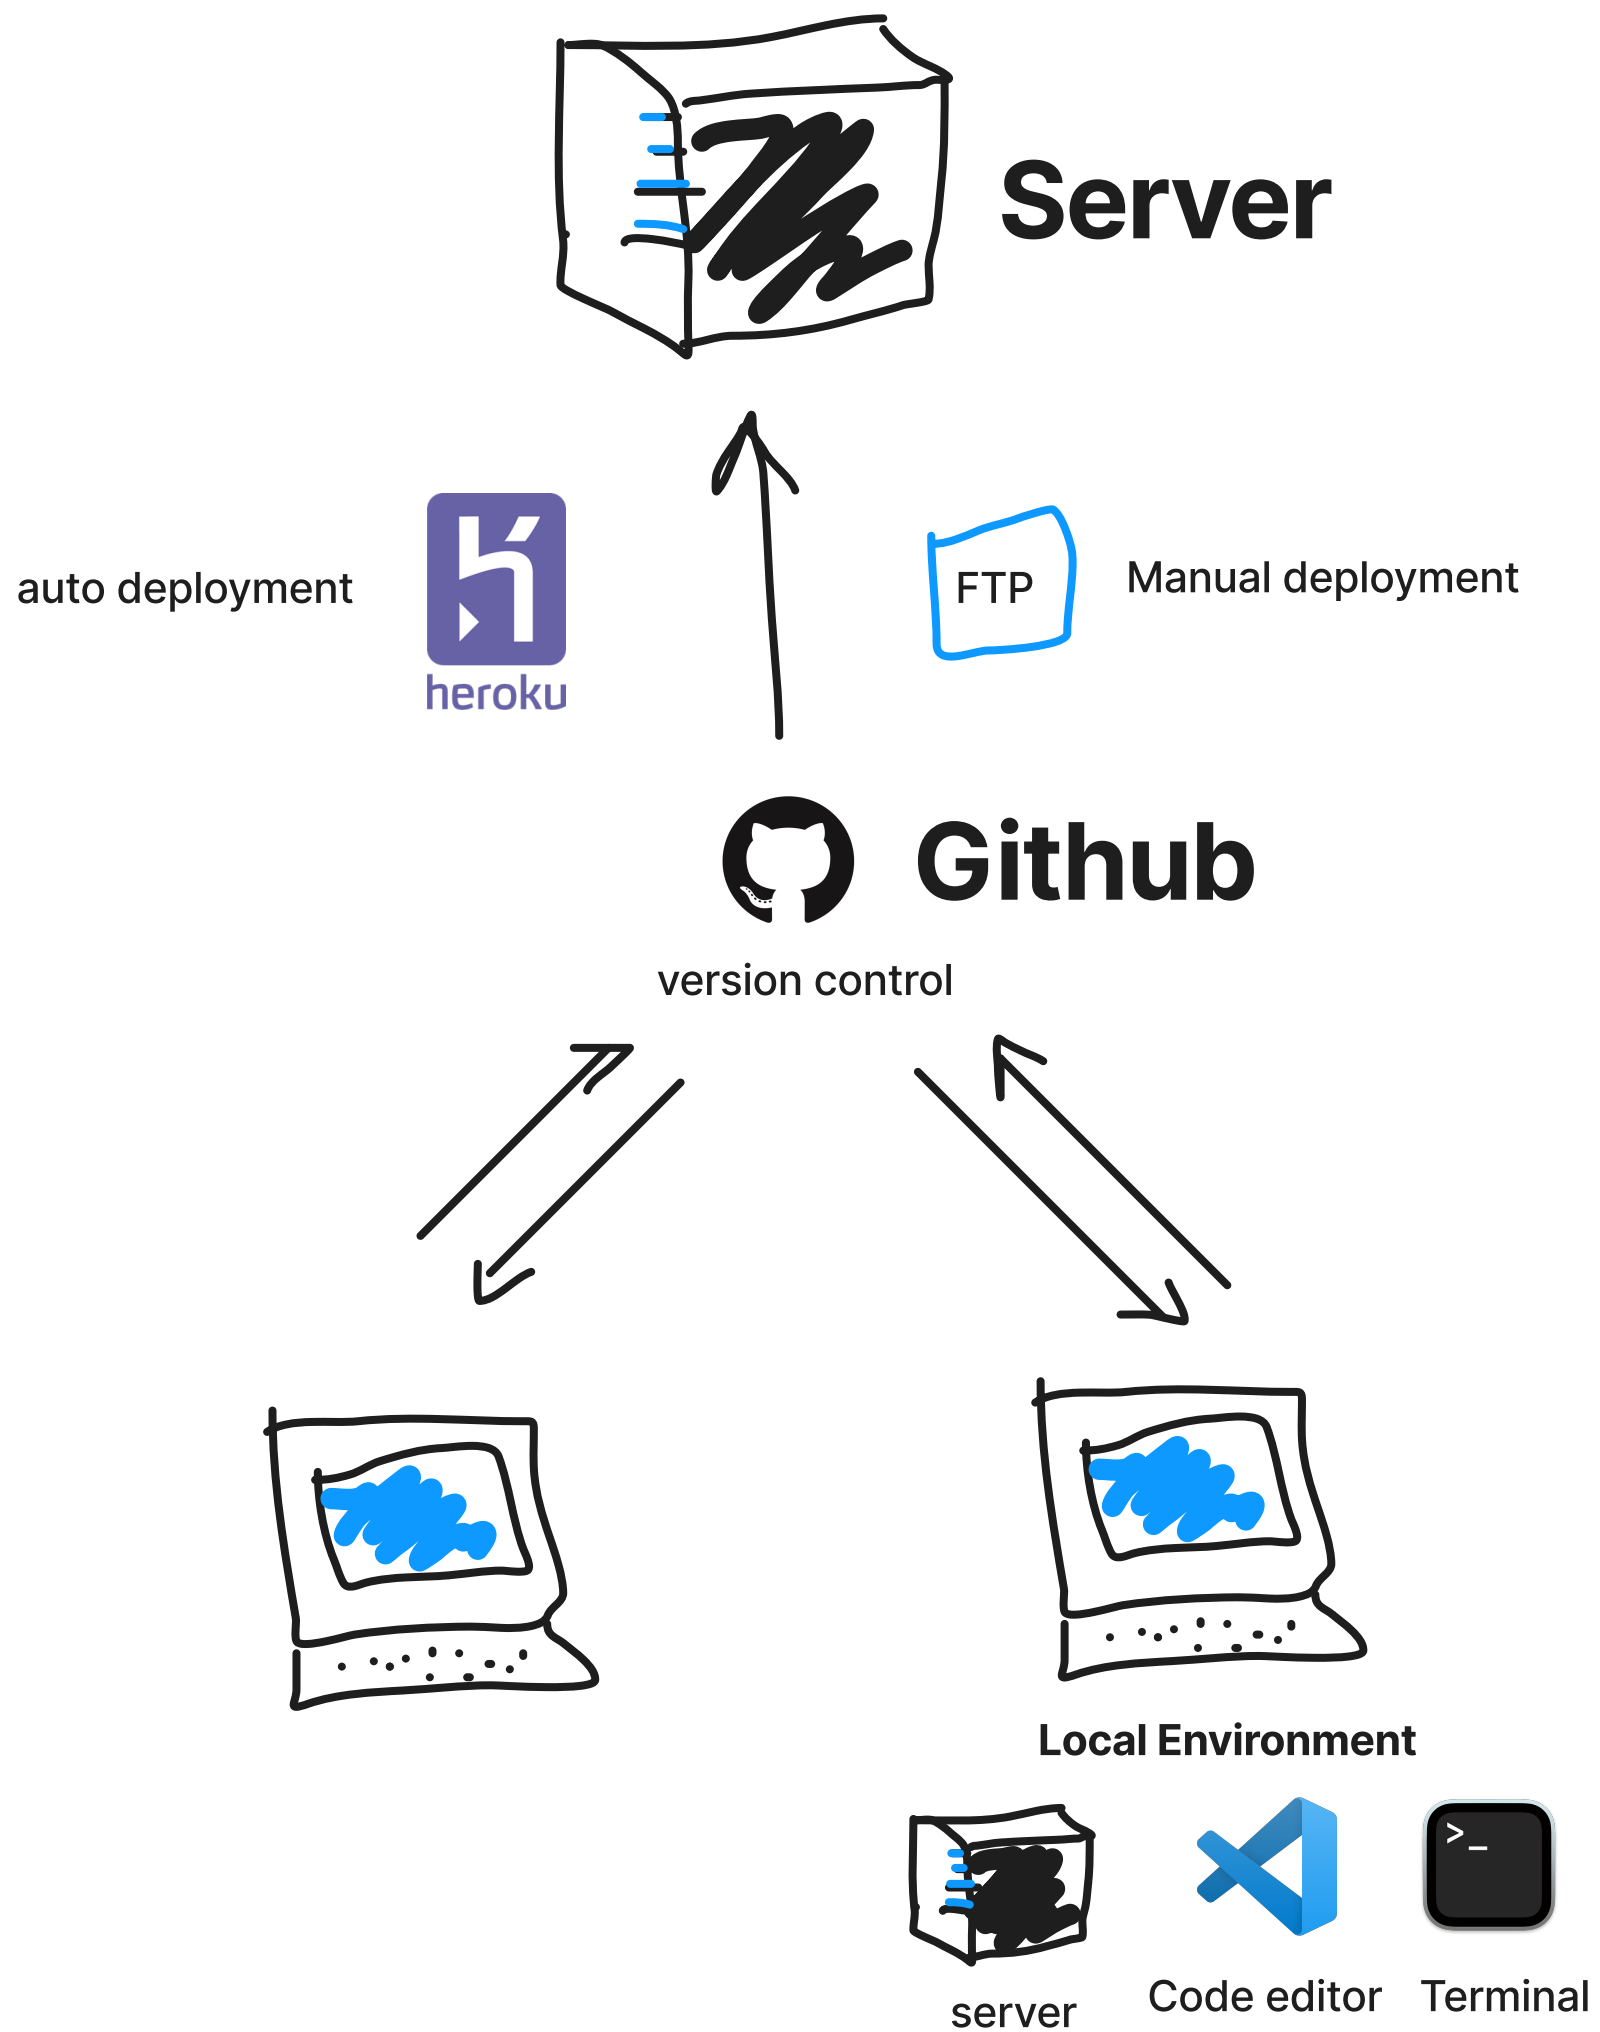 Server
auto deployment
heroku
FTP
Manual deployment
Github
version control
Local Environment
>_
server
Code editor
Terminal